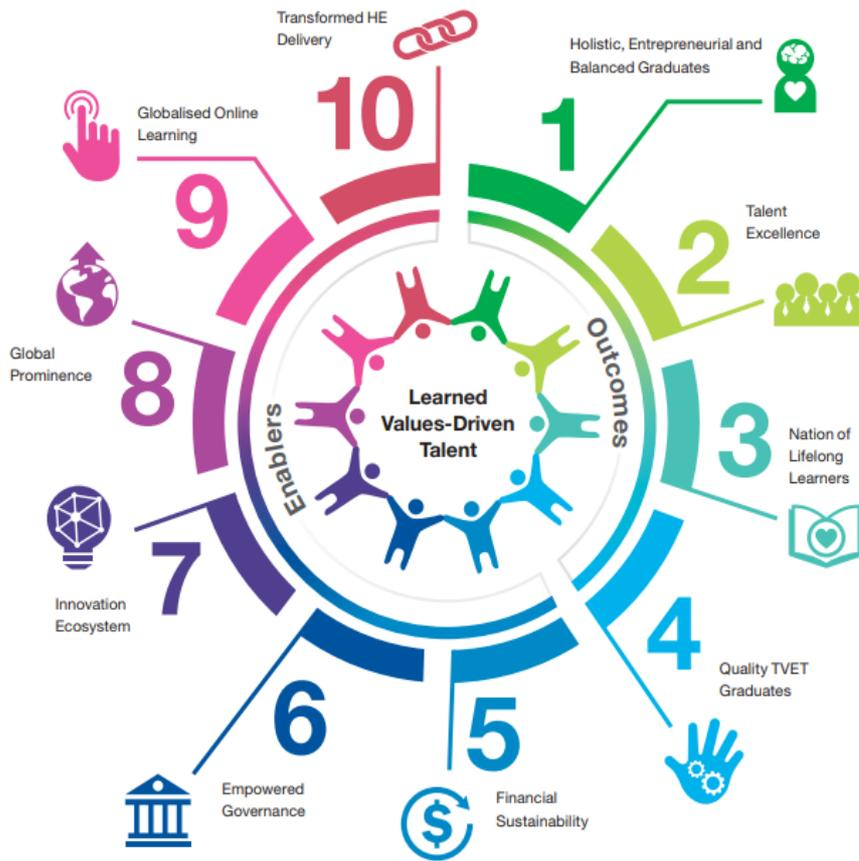 Transformed HE
Delivery
10
Holistic, Entrepreneurial and
Balanced Graduates
1
Globalised Online
Learning
9
Talent
Excellence
2
Global
Prominence
8
Nation of
Lifelong
Learners
3
Learned
Values-Driven
Talent
Enablers
Outcomes
Innovation
Ecosystem
7
Quality TVET
Graduates
4
Empowered
Governance
6
Financial
Sustainability
5
$